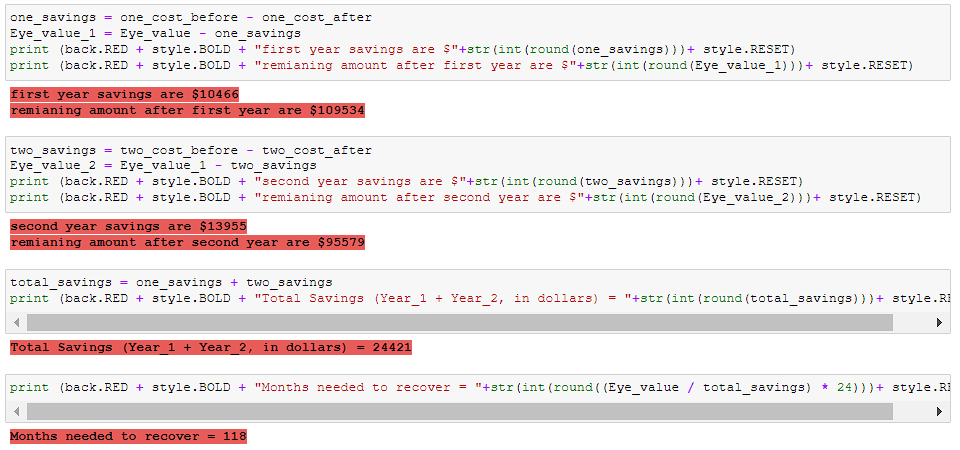 one_savings = one_cost_before - one_cost_after
Eye_value_1 = Eye_value - one_savings
print (back.RED + style.BOLD + "first year savings are $"+str(int(round(one_savings)))+ style.RESET)
print (back.RED + style.BOLD + "remianing amount after first year are $"+str(int(round(Eye_value_1)))+ style.RESET)
first year savings are $10466
remianing amount after first year are $109534
two_savings = two_cost_before - two_cost_after
Eye_value_2 = Eye_value_1 - two_savings
print (back.RED + style.BOLD + "second year savings are $"+str(int(round(two_savings)))+ style.RESET)
print (back.RED + style.BOLD + "remianing amount after second year are $"+str(int(round(Eye_value_2)))+ style.RESET)
second year savings are $13955
remianing amount after second year are $95579
total_savings = one_savings + two_savings
print (back.RED + style.BOLD + "Total Savings (Year_1 + Year_2, in dollars) = "+str(int(round(total_savings)))+ style.RE
Total Savings (Year_1 + Year_2, in dollars) = 24421
print (back.RED + style.BOLD + "Months needed to recover = "+str(int(round((Eye_value / total_savings) * 24)))+ style.RE
Months needed to recover = 118